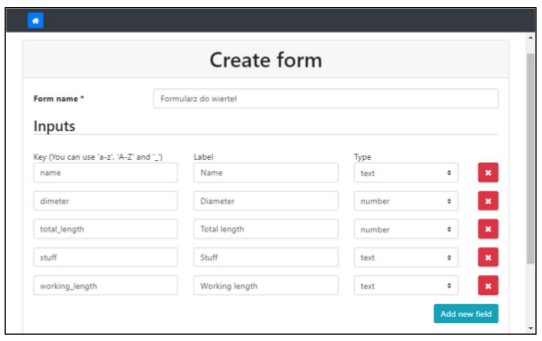 Create form
Form name * Formularz do wierteł
Inputs
Key (You can use 'a-z', 'A-Z' and '_') Label Type
name Name text
dimeter Diameter number
total_length Total length number
stuff Stuff text
working_length Working length text
Add new field